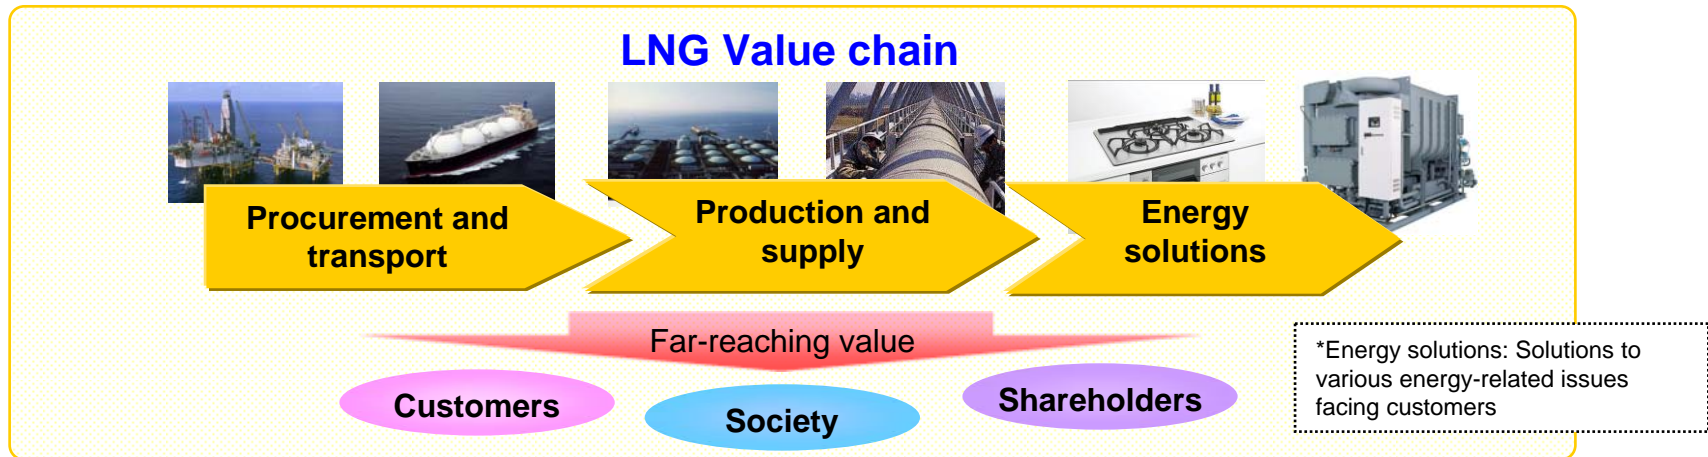 LNG Value chain
Procurement and
transport
Production and
supply
Energy
solutions
Far-reaching value
Customers
Society
Shareholders
*Energy solutions: Solutions to
various energy-related issues
facing customers